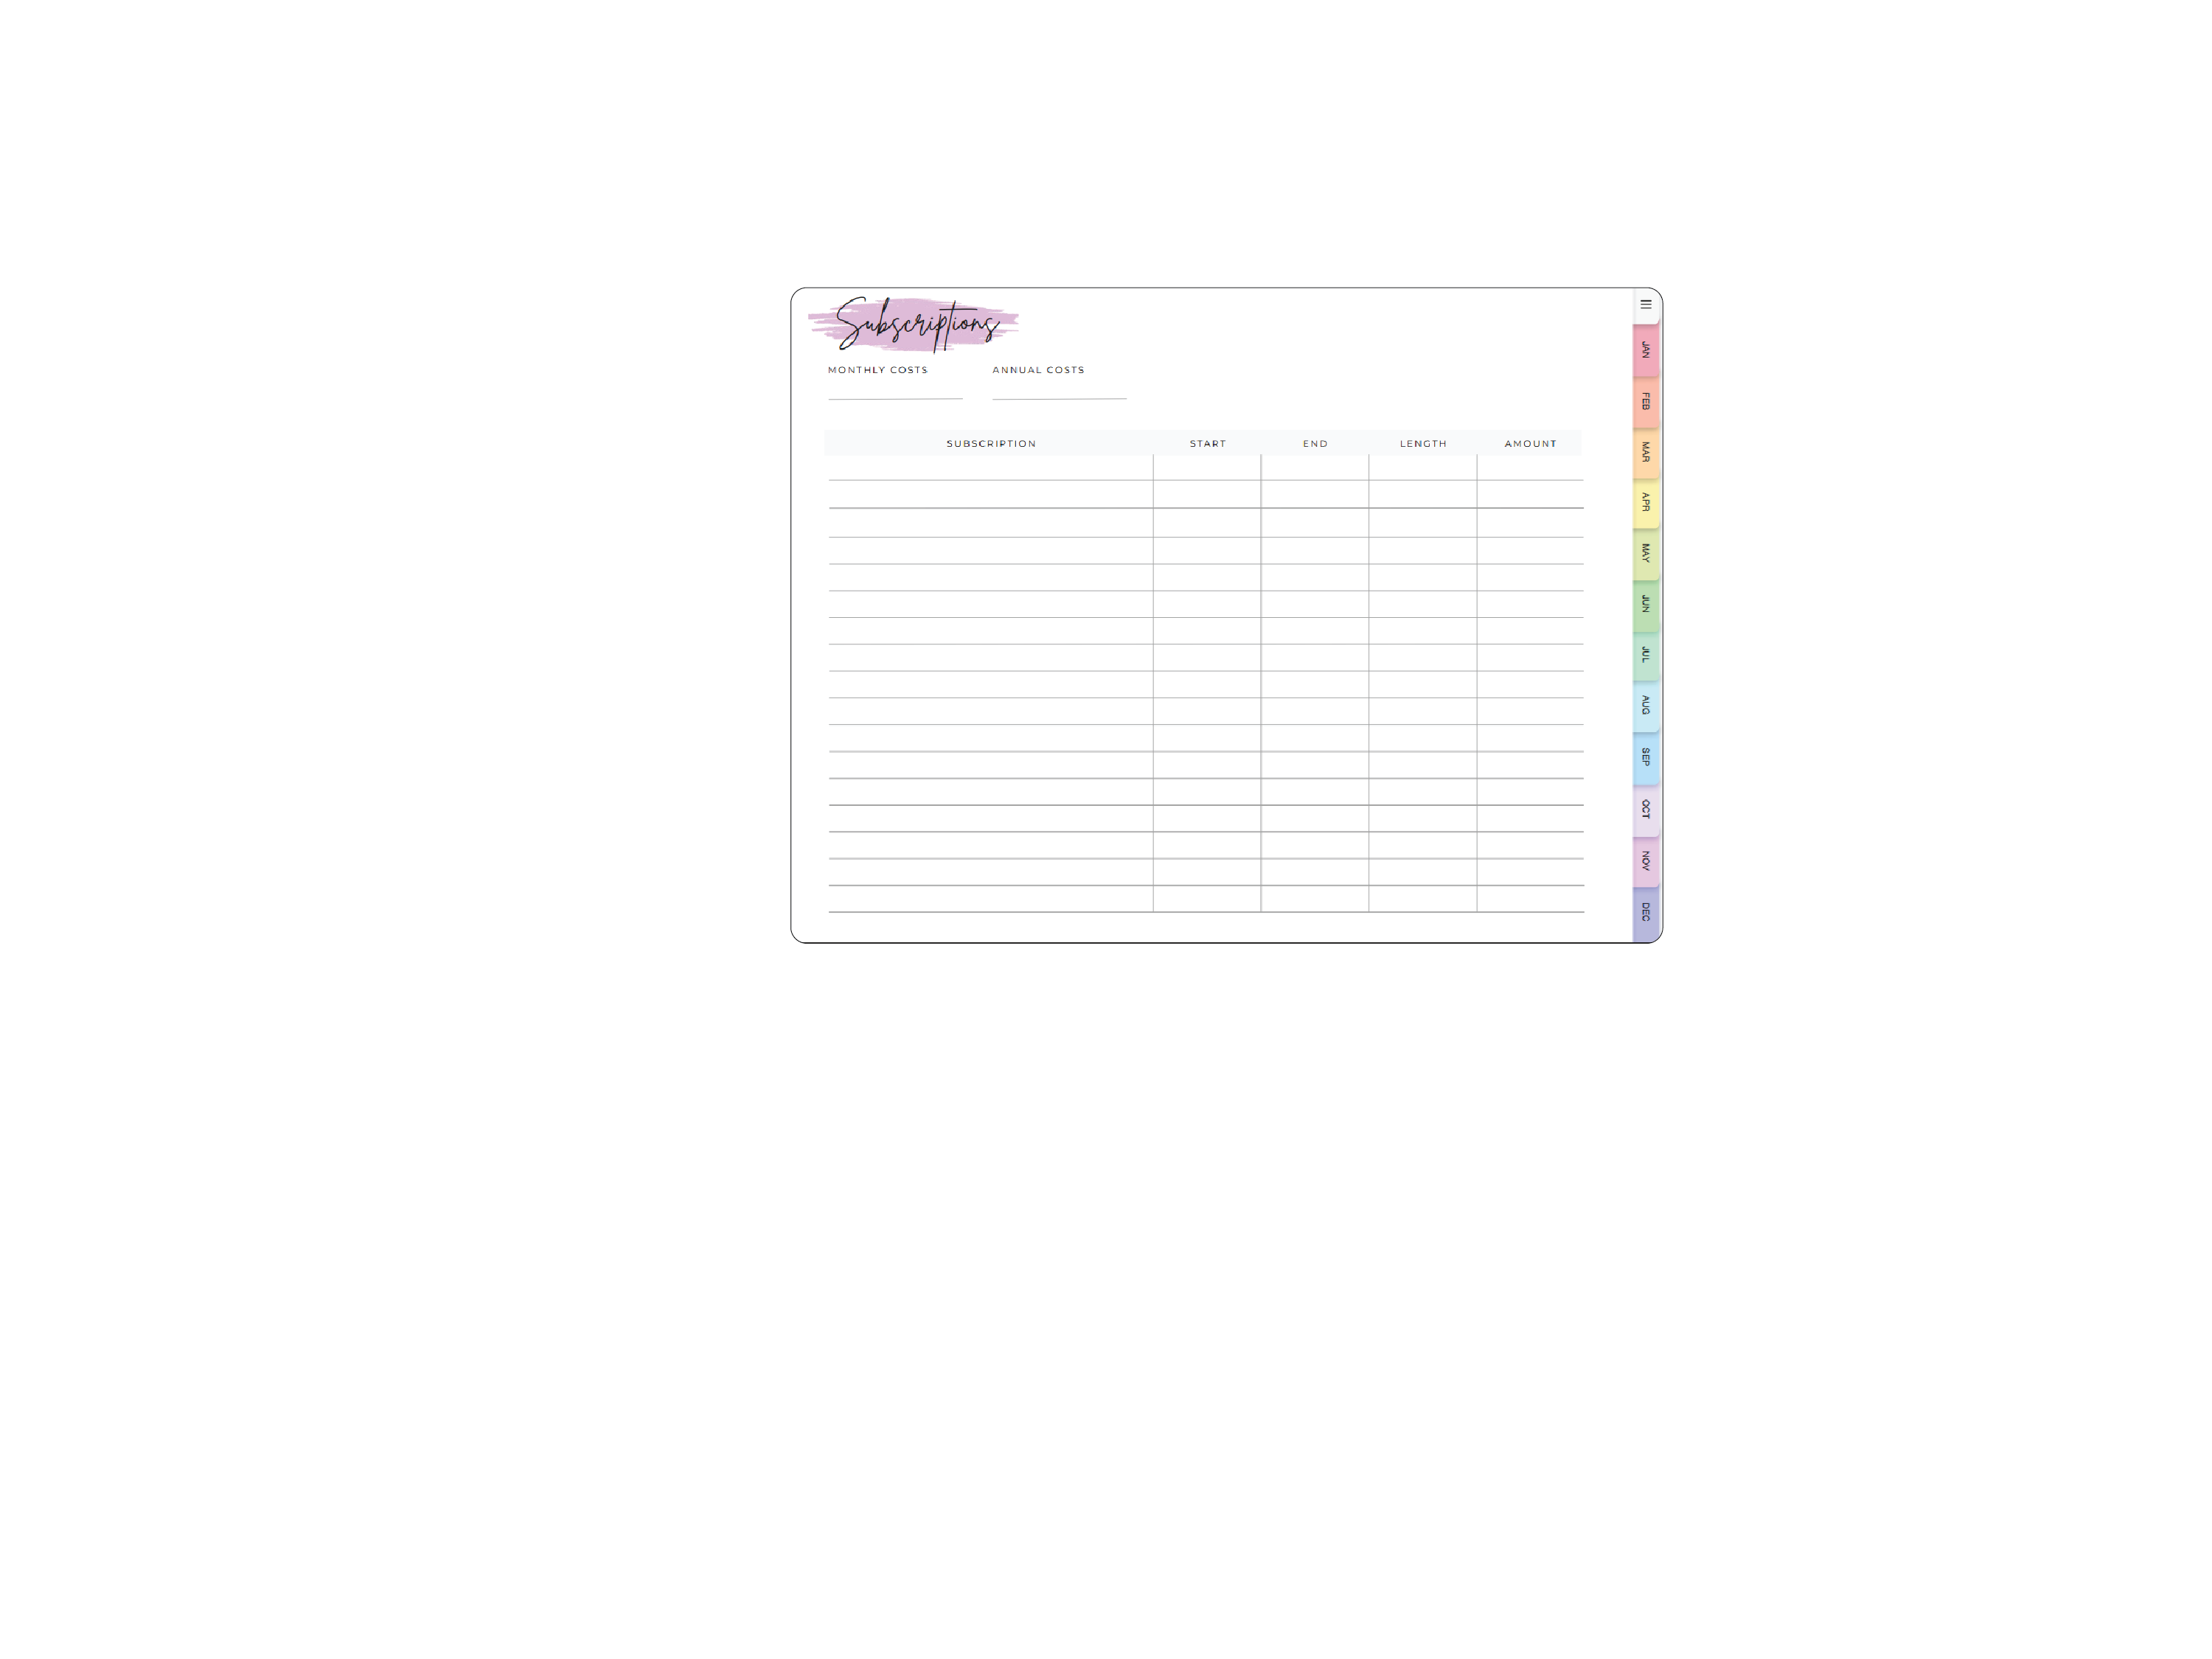 Subscriptions
MONTHLY COSTS ANNUAL COSTS
SUBSCRIPTION START END LENGTH AMOUNT
JAN
FEB
MAR
APR
MAY
JUN
JUL
AUG
SEP
OCT
NOV
DEC